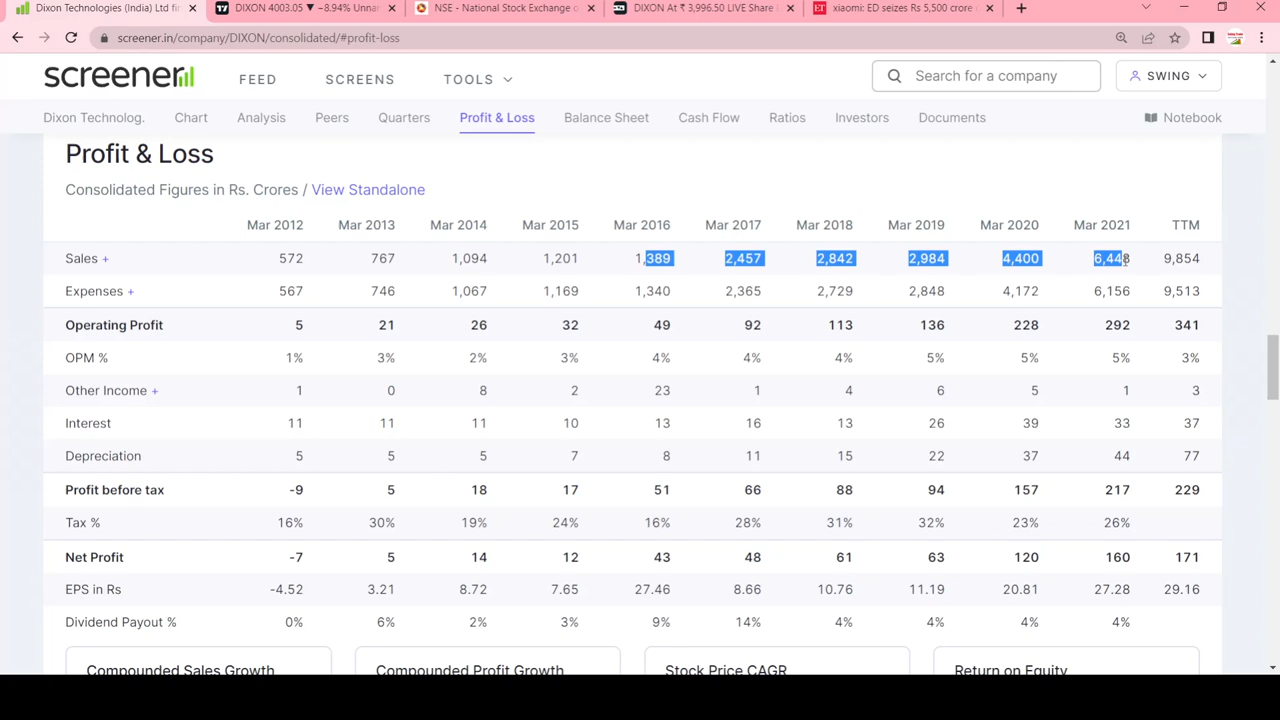 Dixon Technologies (India) Ltd fin
DIXON 4003.05 ▼ −8.94% Unnam
NSE - National Stock Exchange o
DIXON At ₹ 3,996.50 LIVE Share P
xiaomi: ED seizes Rs 5,500 crore o
screener.in/company/DIXON/consolidated/#profit-loss
screener FEED SCREENS TOOLS Search for a company SWING
Dixon Technolog. Chart Analysis Peers Quarters Profit & Loss Balance Sheet Cash Flow Ratios Investors Documents Notebook
Profit & Loss
Consolidated Figures in Rs. Crores / View Standalone
Mar 2012 Mar 2013 Mar 2014 Mar 2015 Mar 2016 Mar 2017 Mar 2018 Mar 2019 Mar 2020 Mar 2021 TTM
Sales + 572 767 1,094 1,201 1,389 2,457 2,842 2,984 4,400 6,448 9,854
Expenses + 567 746 1,067 1,169 1,340 2,365 2,729 2,848 4,172 6,156 9,513
Operating Profit 5 21 26 32 49 92 113 136 228 292 341
OPM % 1% 3% 2% 3% 4% 4% 4% 5% 5% 5% 3%
Other Income + 1 0 8 2 23 1 4 6 5 1 3
Interest 11 11 11 10 13 16 13 26 39 33 37
Depreciation 5 5 5 7 8 11 15 22 37 44 77
Profit before tax -9 5 18 17 51 66 88 94 157 217 229
Tax % 16% 30% 19% 24% 16% 28% 31% 32% 23% 26%
Net Profit -7 5 14 12 43 48 61 63 120 160 171
EPS in Rs -4.52 3.21 8.72 7.65 27.46 8.66 10.76 11.19 20.81 27.28 29.16
Dividend Payout % 0% 6% 2% 3% 9% 14% 4% 4% 4% 4%
Compounded Sales Growth Compounded Profit Growth Stock Price CAGR Return on Equity